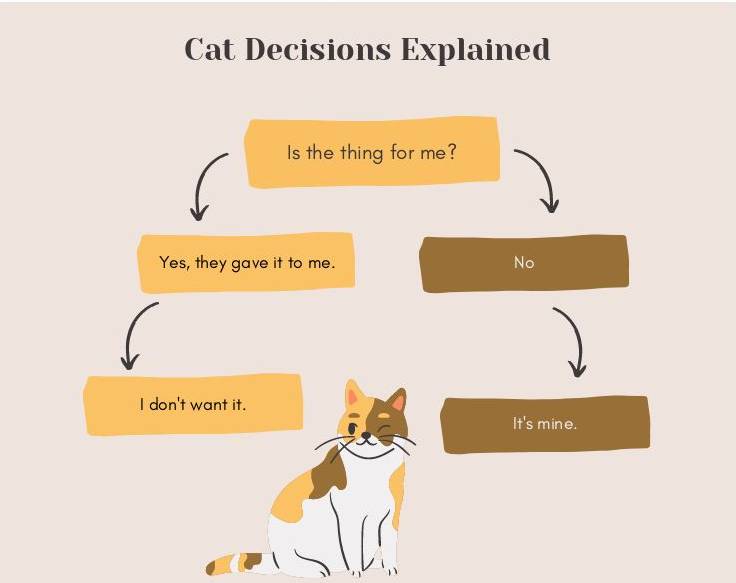 Cat Decisions Explained
Is the thing for me?
Yes, they gave it to me.
No
I don't want it.
It's mine.